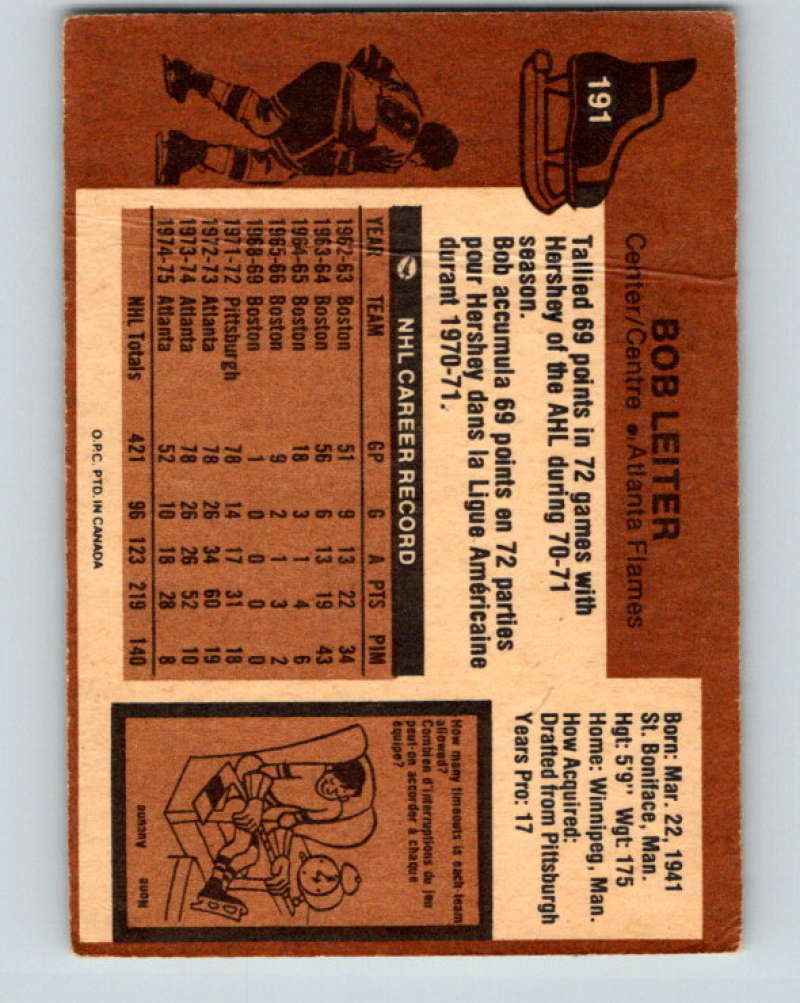 191
BOB LEITER
Center/Centre • Atlanta Flames
Tallied 69 points in 72 games with
Hershey of the AHL during 70-71
season.
Bob accumula 69 points en 72 parties
pour Hershey dans la Ligue Américaine
durant 1970-71.
Born: Mar. 22, 1941
St. Boniface, Man.
Hgt: 5'9" Wgt: 175
Home: Winnipeg, Man.
How Acquired:
Drafted from Pittsburgh
Years Pro: 17
NHL CAREER RECORD
YEAR TEAM GP G A PTS PIM
1962-63 Boston 51 9 13 22 34
1963-64 Boston 56 6 13 19 43
1964-65 Boston 18 3 1 4 6
1965-66 Boston 9 2 1 3 2
1968-69 Boston 1 0 0 0 0
1971-72 Pittsburgh 78 14 17 31 18
1972-73 Atlanta 78 26 34 60 19
1973-74 Atlanta 78 26 26 52 10
1974-75 Atlanta 52 10 18 28 8
NHL Totals 421 96 123 219 140
O.P.C. PTD. IN CANADA
How many timeouts is each team
allowed?
Combien d'interruptions de jeu
peut-on accorder à chaque
équipe?
None
Aucune